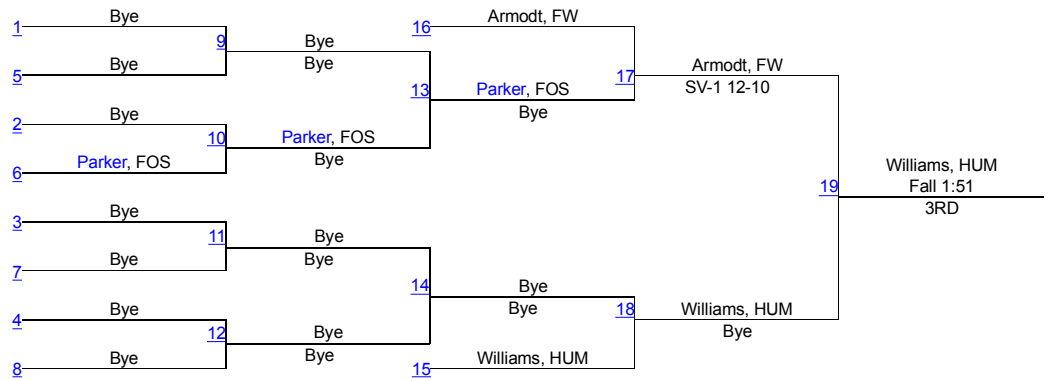 1 Bye
9 Bye
Bye
5 Bye
2 Bye
10 Parker, FOS
Bye
6 Parker, FOS
3 Bye
11 Bye
Bye
7 Bye
4 Bye
12 Bye
Bye
8 Bye
16 Armodt, FW
13 Parker, FOS
Bye
14 Bye
Bye
15 Williams, HUM
17 Armodt, FW
SV-1 12-10
18 Williams, HUM
Bye
19 Williams, HUM
Fall 1:51
3RD